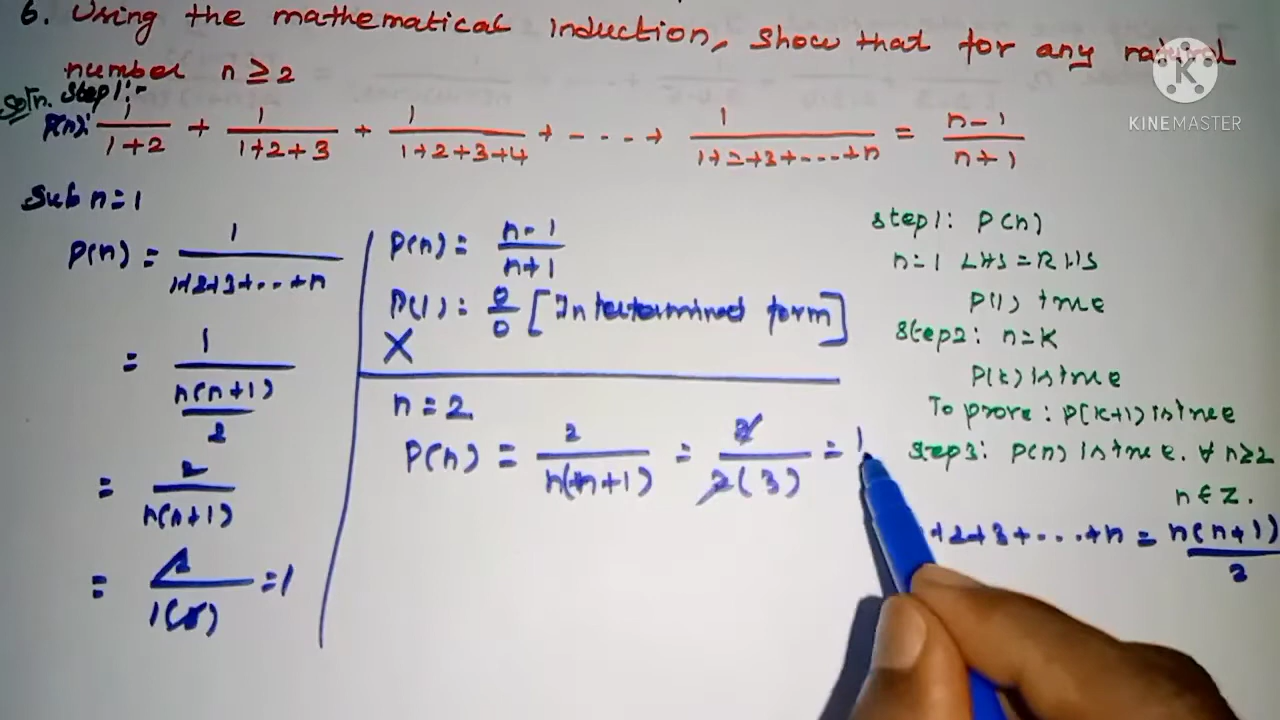 6. Using the mathematical induction, show that for any natural
number n ≥ 2
Soln. Step1:-
P(n): 1/(1+2) + 1/(1+2+3) + 1/(1+2+3+4) + - - - + 1/(1+2+3+...+n) = (n-1)/(n+1)
Sub n=1
P(n) = 1/(1+2+3+...+n)
= 1/(n(n+1)/2)
= 2/(n(n+1))
= 2/(1(2)) = 1
P(n) = (n-1)/(n+1)
P(1) = 0/0 [Intertermined form]
X
n = 2
P(n) = 2/(n(n+1)) = 2/(2(3)) = 1
Step1: P(n)
n=1 LHS = RHS
P(1) true
Step2: n=K
P(k) is true
To prove: P(k+1) is true
Step3: P(n) is true. ∀ n≥2
n ∈ Z.
+2+3+...+n = n(n+1)/2
K
KINEMASTER